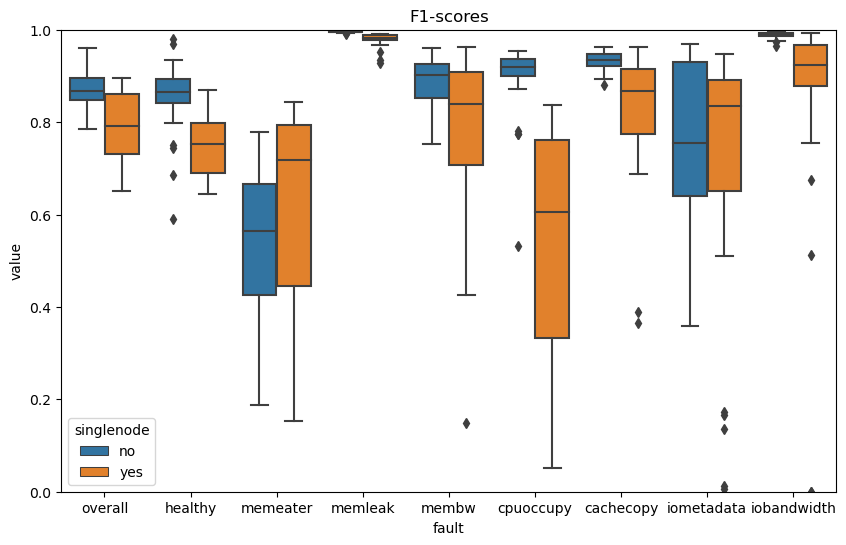 F1-scores
1.0
0.8
0.6
0.4
0.2
0.0
value
singlenode
no
yes
overall healthy memeater memleak membw cpuoccupy cachecopy iometadata iobandwidth
fault